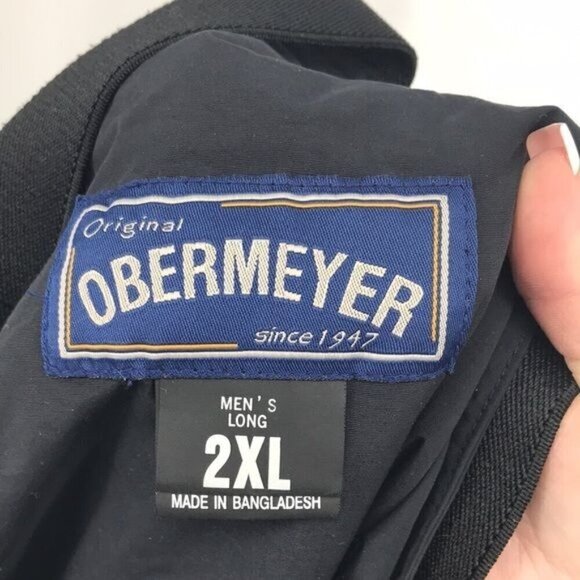 Original
OBERMEYER
since 1947
MEN'S
LONG
2XL
MADE IN BANGLADESH